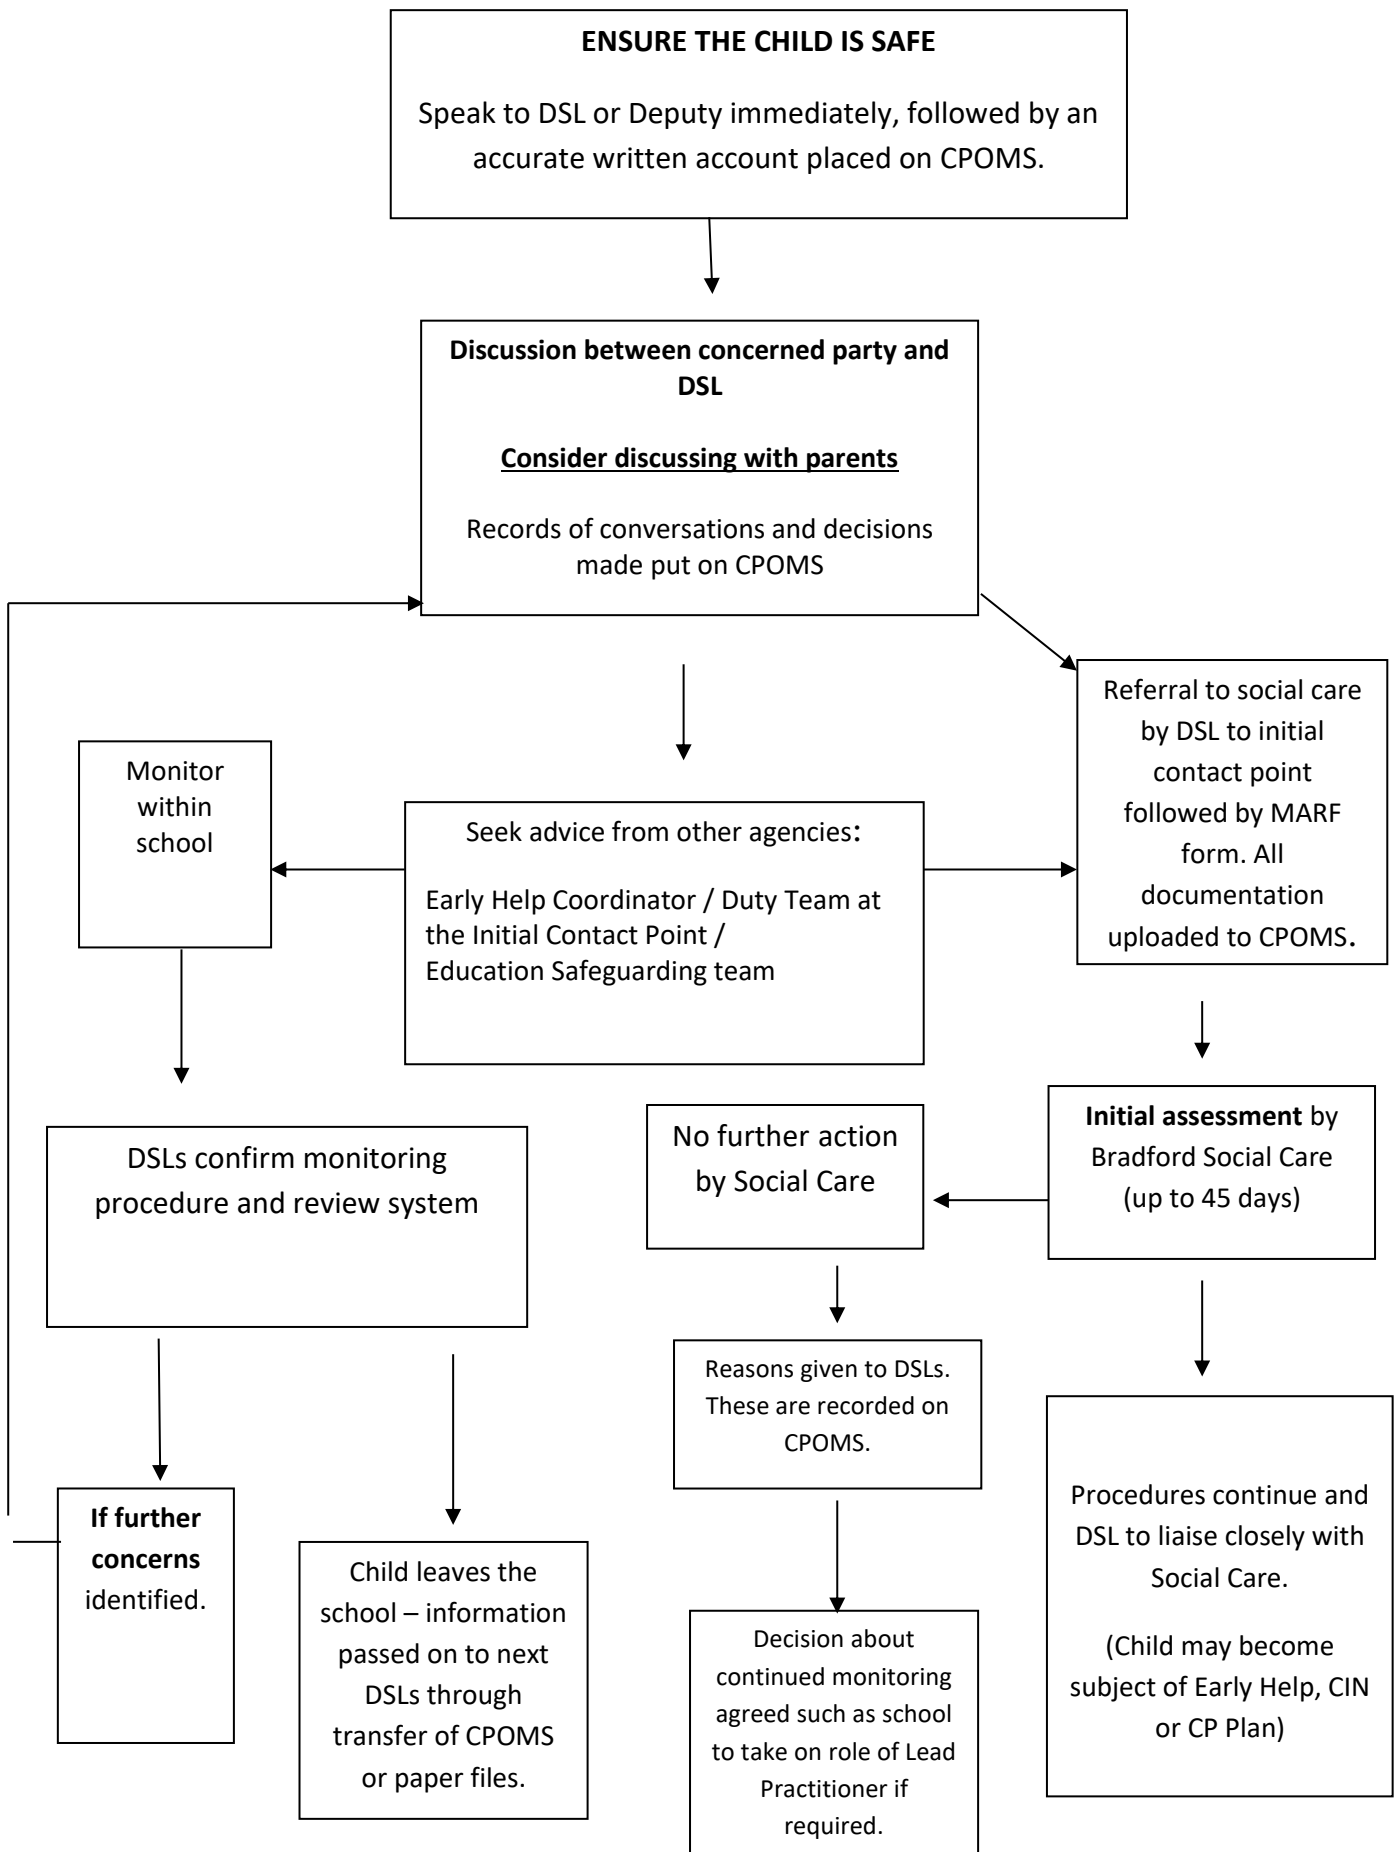 ENSURE THE CHILD IS SAFE
Speak to DSL or Deputy immediately, followed by an
accurate written account placed on CPOMS.
Discussion between concerned party and
DSL
Consider discussing with parents
Records of conversations and decisions
made put on CPOMS
Referral to social care
by DSL to initial
contact point
followed by MARF
form. All
documentation
uploaded to CPOMS.
Monitor
within
school
Seek advice from other agencies:
Early Help Coordinator / Duty Team at
the Initial Contact Point /
Education Safeguarding team
DSLs confirm monitoring
procedure and review system
No further action
by Social Care
Initial assessment by
Bradford Social Care
(up to 45 days)
Reasons given to DSLs.
These are recorded on
CPOMS.
Procedures continue and
DSL to liaise closely with
Social Care.
(Child may become
subject of Early Help, CIN
or CP Plan)
If further
concerns
identified.
Child leaves the
school – information
passed on to next
DSLs through
transfer of CPOMS
or paper files.
Decision about
continued monitoring
agreed such as school
to take on role of Lead
Practitioner if
required.